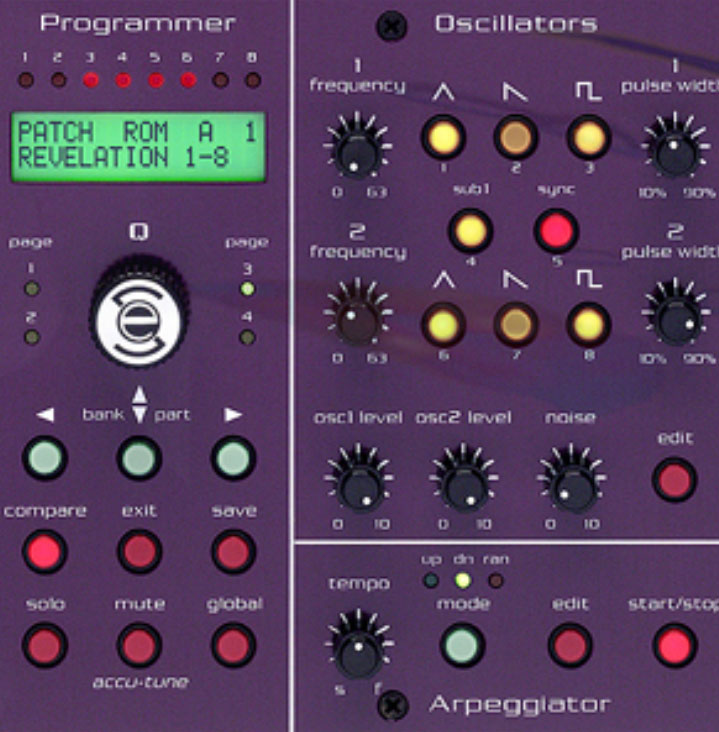 Programmer
1 2 3 4 5 6 7 8
PATCH ROM A 1
REVELATION 1-8
Q
page
1
2
page
3
4
bank part
compare exit save
solo mute global
accu-tune
Oscillators
1
frequency
0 63
1 2 3
1
pulse width
10% 90%
sub1 sync
4 5
2
frequency
0 63
6 7 8
2
pulse width
10% 90%
osc1 level osc2 level noise
0 10 0 10 0 10
edit
up dn ran
tempo
s f
mode edit start/stop
Arpeggiator